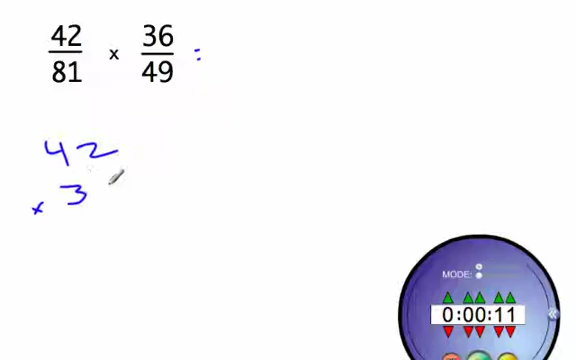 42/81 x 36/49 =
42
x 3
MODE:
0:00:11